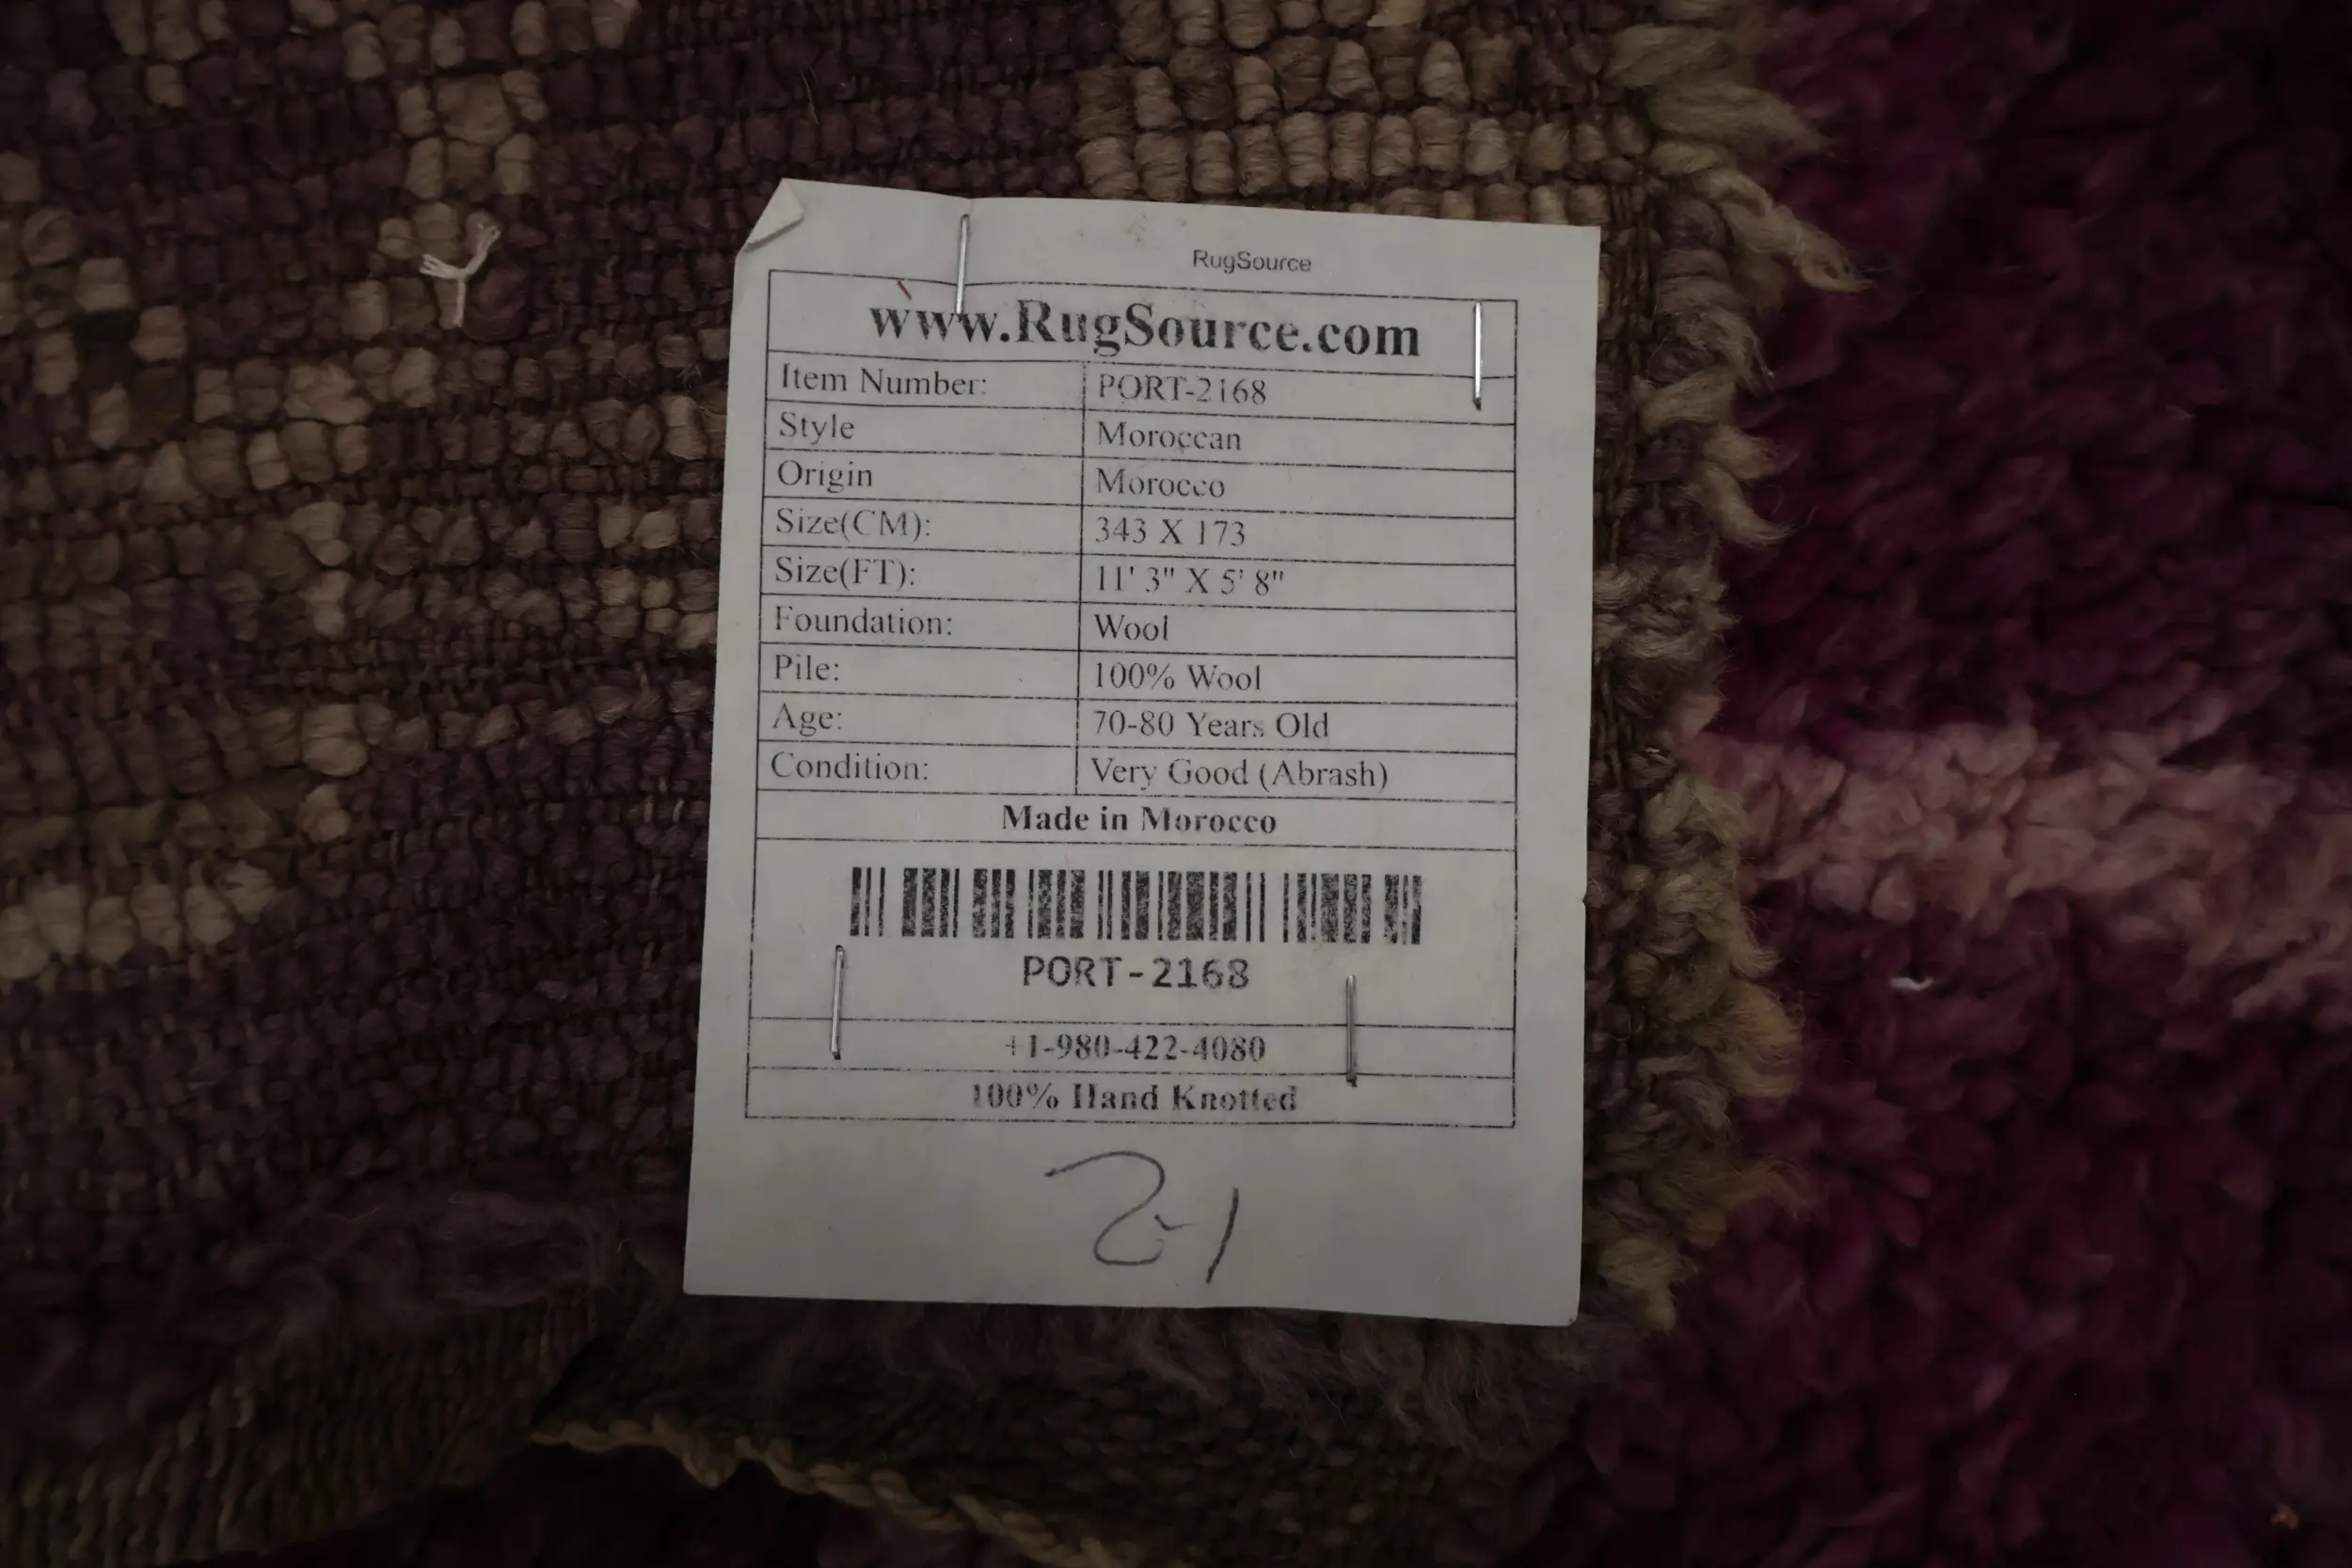 RugSource
www.RugSource.com
Item Number: PORT-2168
Style Moroccan
Origin Morocco
Size(CM): 343 X 173
Size(FT): 11' 3" X 5' 8"
Foundation: Wool
Pile: 100% Wool
Age: 70-80 Years Old
Condition: Very Good (Abrash)
Made in Morocco
PORT-2168
+1-980-422-4080
100% Hand Knotted